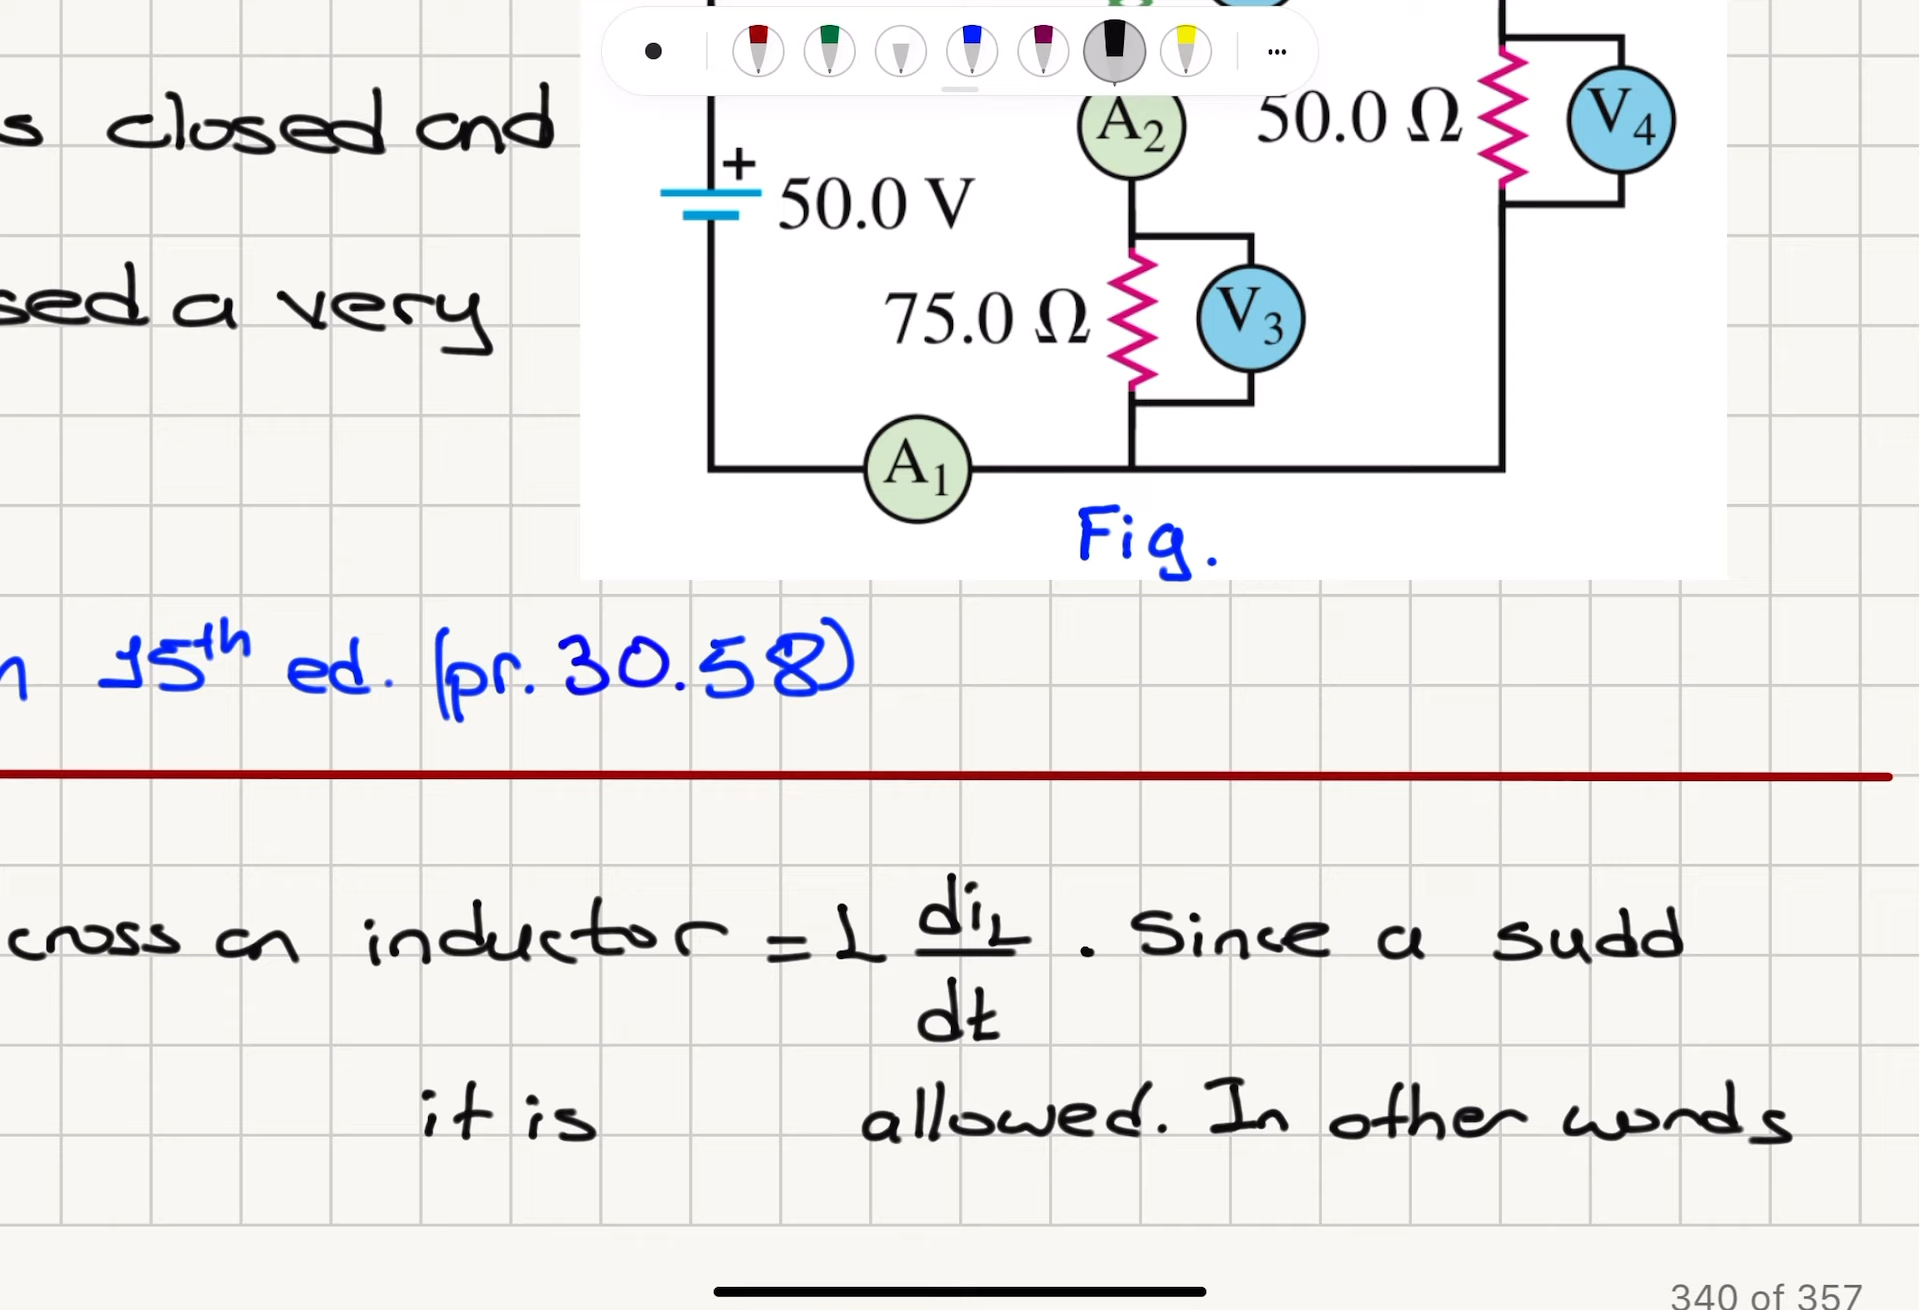 s closed and
A2
50.0 Ω
V4
+
50.0 V
sed a very
75.0 Ω
V3
A1
Fig.
n 15th ed. (pr. 30.58)
cross an inductor = L diL/dt . Since a sudd
it is allowed. In other words
340 of 357